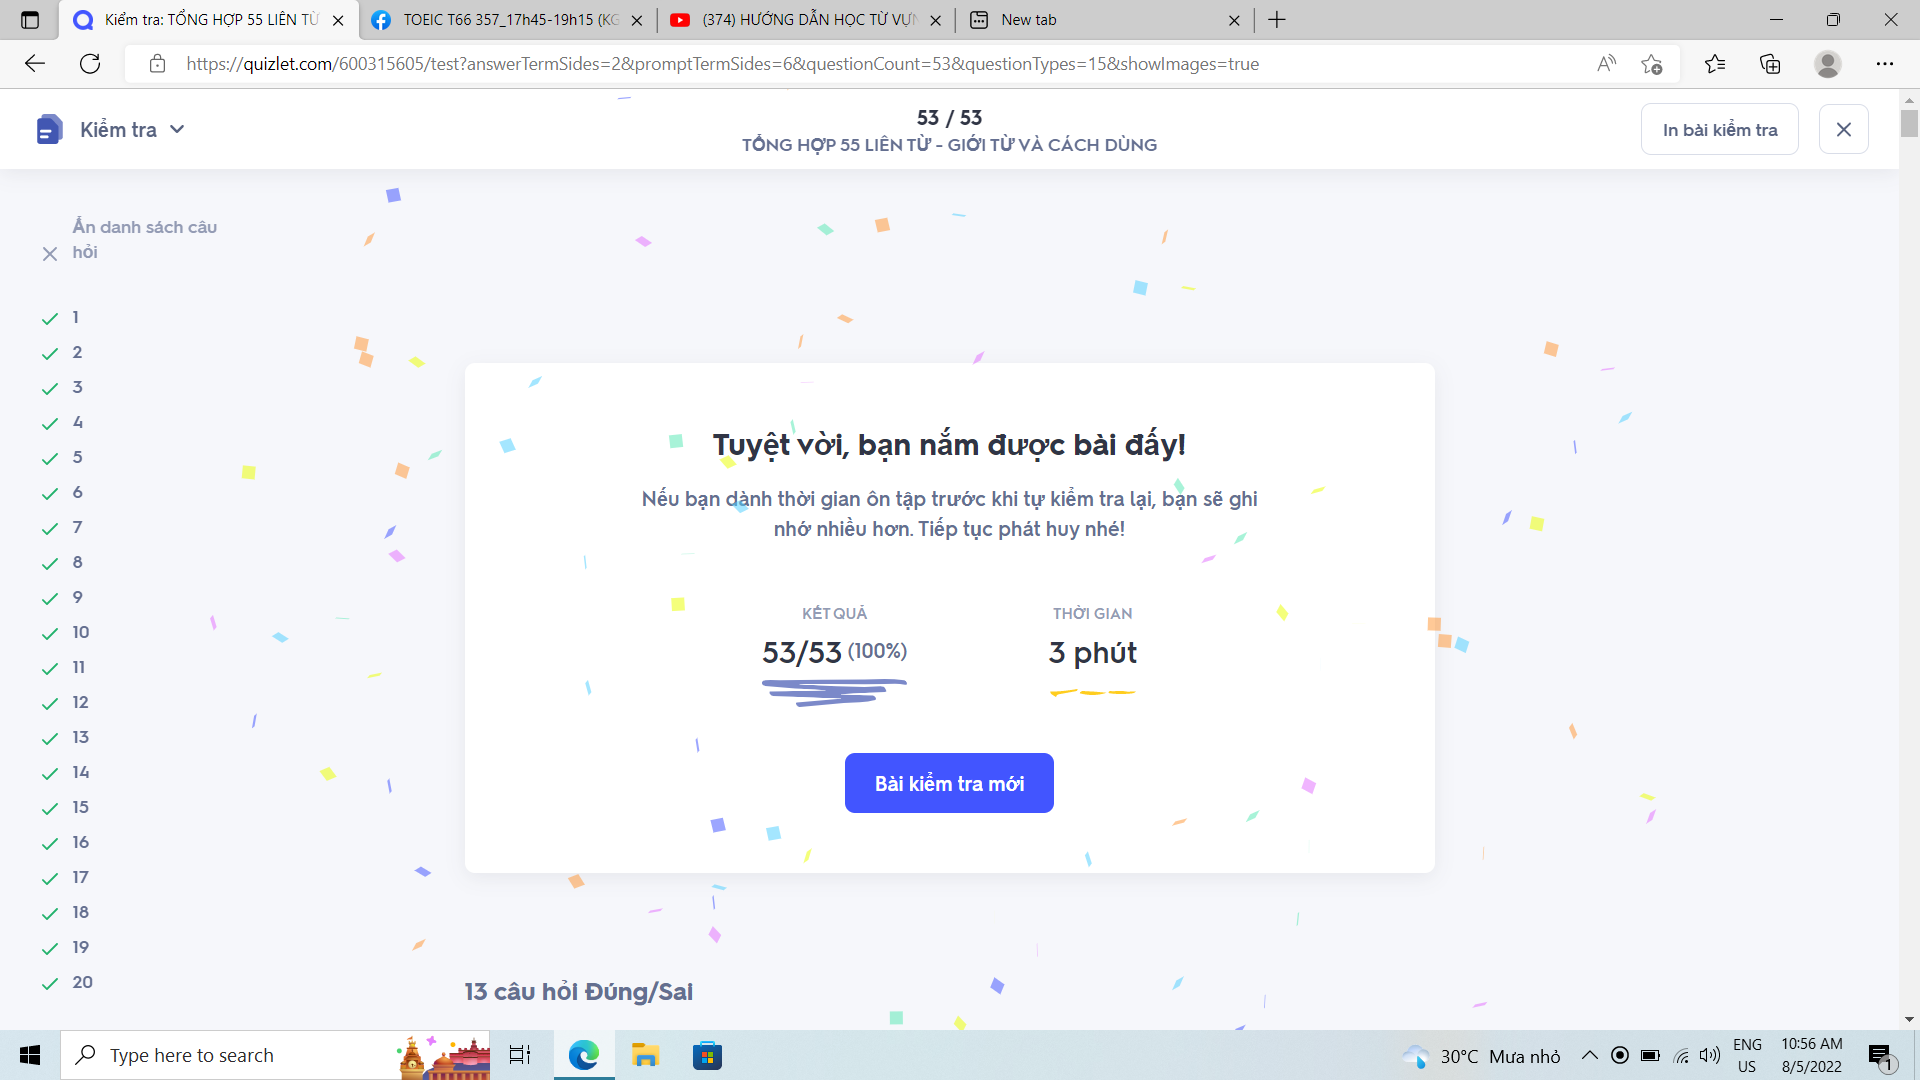 Kiểm tra: TỔNG HỢP 55 LIÊN TỪ
TOEIC T66 357_17h45-19h15 (KG
(374) HƯỚNG DẪN HỌC TỪ VỰN
New tab
https://quizlet.com/600315605/test?answerTermSides=2&promptTermSides=6&questionCount=53&questionTypes=15&showImages=true
Kiểm tra
53 / 53
TỔNG HỢP 55 LIÊN TỪ - GIỚI TỪ VÀ CÁCH DÙNG
In bài kiểm tra
Ẩn danh sách câu
hỏi
1
2
3
4
5
6
7
8
9
10
11
12
13
14
15
16
17
18
19
20
Tuyệt vời, bạn nắm được bài đấy!
Nếu bạn dành thời gian ôn tập trước khi tự kiểm tra lại, bạn sẽ ghi
nhớ nhiều hơn. Tiếp tục phát huy nhé!
KẾT QUẢ
53/53 (100%)
THỜI GIAN
3 phút
Bài kiểm tra mới
13 câu hỏi Đúng/Sai
Type here to search
30°C Mưa nhỏ
ENG
US
10:56 AM
8/5/2022
1